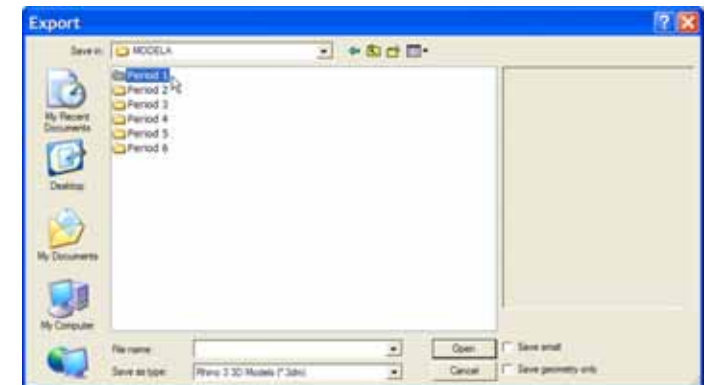 Export
Save in: MODELA
Period 1
Period 2
Period 3
Period 4
Period 5
Period 6
My Recent
Documents
Desktop
My Documents
My Computer
File name: Open Save small
Save as type: Rhino 3 3D Models (*.3dm) Cancel Save geometry only